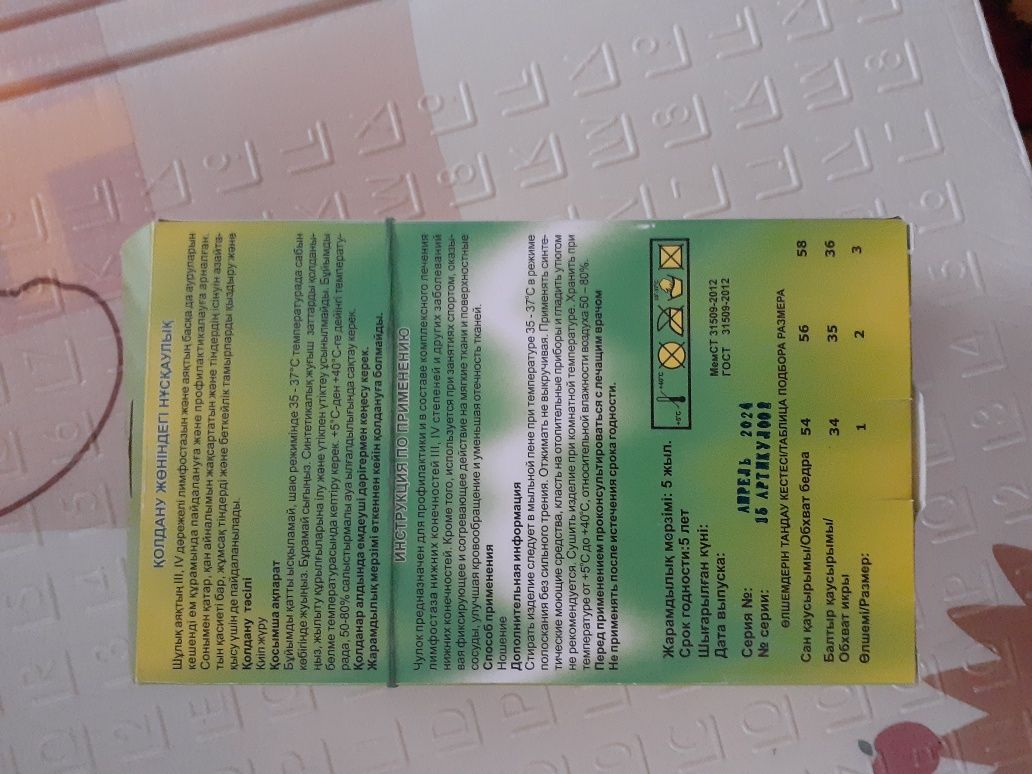 ҚОЛДАНУ ЖӨНІНДЕГІ НҰСҚАУЛЫҚ
Шұлық аяқтың III, IV дәрежелі лимфостазын және аяқтың басқа да ауруларын
кешенді ем құрамында пайдалануға және профилактикалауға арналған.
Сонымен қатар, қан айналымын жақсартатын және тіндердің ісінуін азайта-
тын қасиеті бар, жұмсақ тіндерді және беткейлік тамырларды қыздыру және
қысу үшін де пайдаланылады.
Қолдану тәсілі
Киіп жүру
Қосымша ақпарат
Бұйымды қатты ысқыламай, шаю режимінде 35 - 37°С температурада сабын
көбігінде жуыңыз. Бұрамай сығыңыз. Синтетикалық жуғыш заттарды қолданы-
ңыз, жылыту құрылғыларына ілу және үтікпен үтіктеу ұсынылмайды. Бұйымды
бөлме температурасында кептіру керек. +5°С-ден +40°С-ге дейінгі температу-
рада, 50-80% салыстырмалы ауа ылғалдылығында сақтау керек.
Қолданар алдында емдеуші дәрігермен кеңесу керек.
Жарамдылық мерзімі өткеннен кейін қолдануға болмайды.
ИНСТРУКЦИЯ ПО ПРИМЕНЕНИЮ
Чулок предназначен для профилактики и в составе комплексного лечения
лимфостаза нижних конечностей III, IV степеней и других заболеваний
нижних конечностей. Кроме того, используется при занятиях спортом, оказы-
вая фиксирующее и согревающее действие на мягкие ткани и поверхностные
сосуды, улучшая кровообращение и уменьшая отечность тканей.
Способ применения
Ношение
Дополнительная информация
Стирать изделие следует в мыльной пене при температуре 35 - 37°С в режиме
полоскания без сильного трения. Отжимать не выкручивая. Применять синте-
тические моющие средства, класть на отопительные приборы и гладить утюгом
не рекомендуется. Сушить изделие при комнатной температуре. Хранить при
температуре от +5°С до +40°С, относительной влажности воздуха 50 – 80%.
Перед применением проконсультироваться с лечащим врачом
Не применять после истечения срока годности.
+5°С +40°С
Жарамдылық мерзімі: 5 жыл.
Срок годности:5 лет
Шығарылған күні:
Дата выпуска:
МемСТ 31509-2012
ГОСТ 31509-2012
Серия №: АПРЕЛЬ 2024
№ серии: 15 АРТИКУЛ001
ӨЛШЕМДЕРІН ТАҢДАУ КЕСТЕСІ/ТАБЛИЦА ПОДБОРА РАЗМЕРА
Сан қаусырымы/Обхват бедра 54 56 58
Балтыр қаусырымы/
Обхват икры 34 35 36
Өлшемі/Размер: 1 2 3